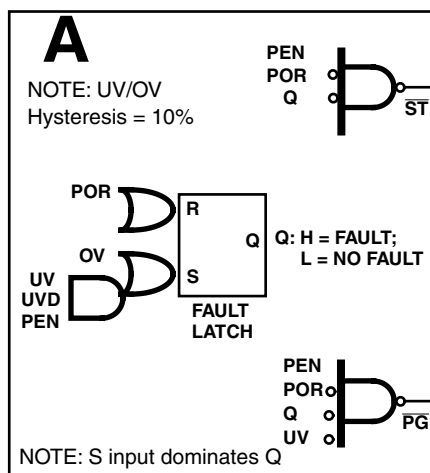 A
NOTE: UV/OV
Hysteresis = 10%
PEN
POR
Q
ST
POR
R
Q
Q: H = FAULT;
L = NO FAULT
OV
S
UV
UVD
PEN
FAULT
LATCH
PEN
POR
Q
UV
PG
NOTE: S input dominates Q